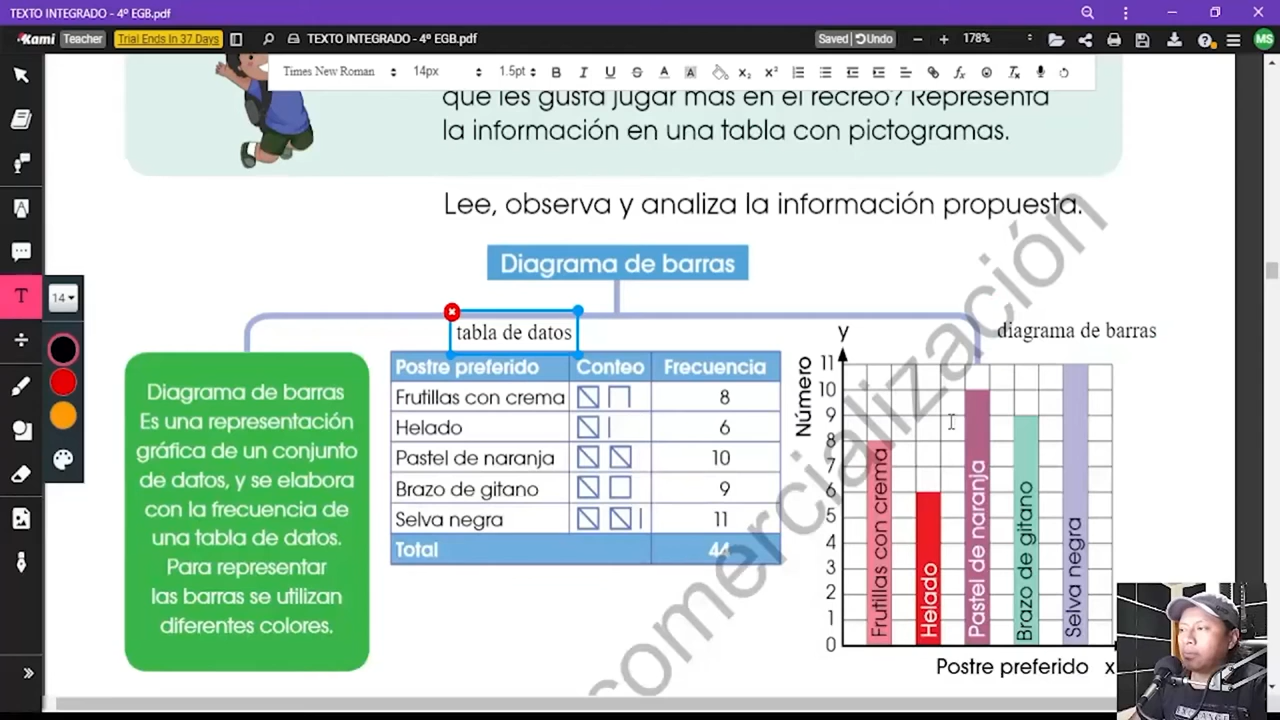 TEXTO INTEGRADO - 4º EGB.pdf
Kami Teacher Trial Ends In 37 Days TEXTO INTEGRADO - 4º EGB.pdf Saved Undo 178% MS
Times New Roman 14px 1.5pt B I U S A A X₂ X²
que les gusta jugar más en el recreo? Representa
la información en una tabla con pictogramas.
Lee, observa y analiza la información propuesta.
Diagrama de barras
T 14
tabla de datos
diagrama de barras
Diagrama de barras
Es una representación
gráfica de un conjunto
de datos, y se elabora
con la frecuencia de
una tabla de datos.
Para representar
las barras se utilizan
diferentes colores.
Postre preferido Conteo Frecuencia
Frutillas con crema 8
Helado 6
Pastel de naranja 10
Brazo de gitano 9
Selva negra 11
Total 44
y
Número
11
10
9
8
7
6
5
4
3
2
1
0
Frutillas con crema
Helado
Pastel de naranja
Brazo de gitano
Selva negra
Postre preferido x
comercialización